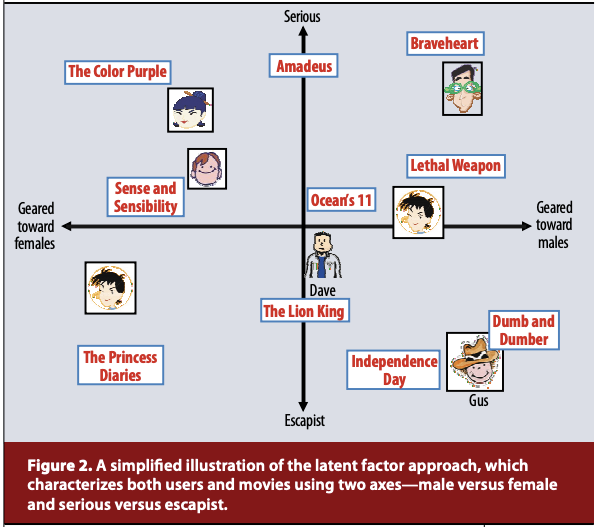 Serious
Braveheart
Amadeus
The Color Purple
Lethal Weapon
Sense and
Sensibility
Ocean's 11
Geared
toward
females
Geared
toward
males
Dave
The Lion King
Dumb and
Dumber
The Princess
Diaries
Independence
Day
Gus
Escapist
Figure 2. A simplified illustration of the latent factor approach, which
characterizes both users and movies using two axes—male versus female
and serious versus escapist.